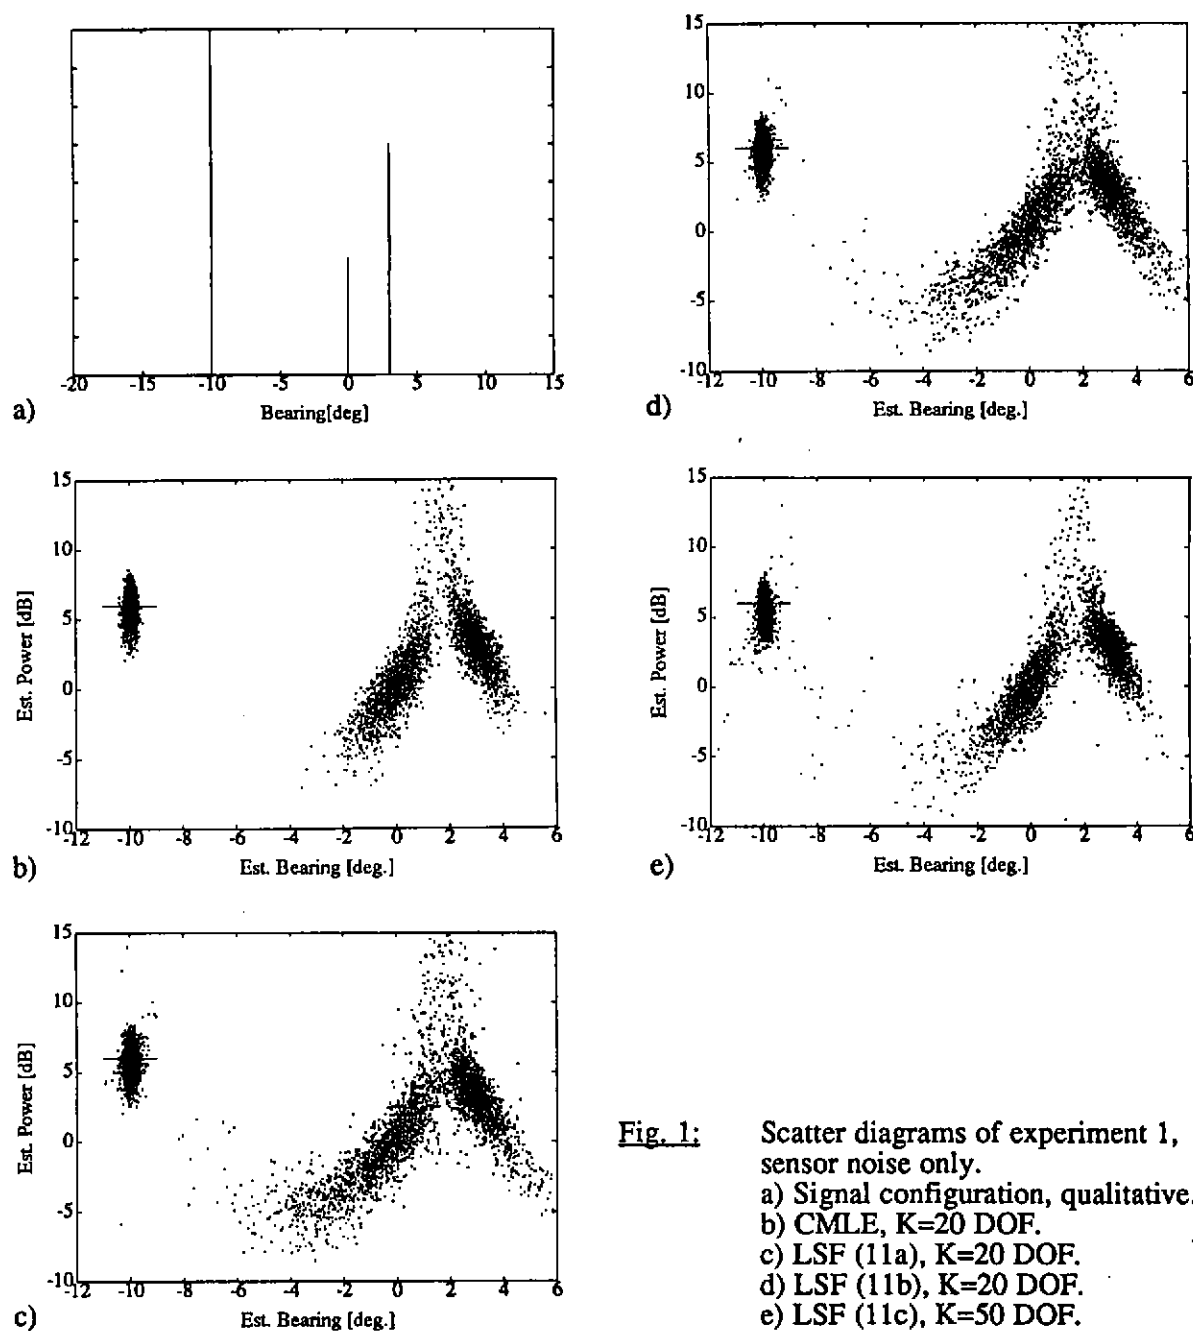 -20 -15 -10 -5 0 5 10 15
a) Bearing[deg]
15
10
5
0
-5
-10
-12 -10 -8 -6 -4 -2 0 2 4 6
d) Est. Bearing [deg.]
15
10
5
0
-5
-10
Est. Power [dB]
-12 -10 -8 -6 -4 -2 0 2 4 6
b) Est. Bearing [deg.]
15
10
5
0
-5
-10
Est. Power [dB]
-12 -10 -8 -6 -4 -2 0 2 4 6
e) Est. Bearing [deg.]
15
10
5
0
-5
-10
Est. Power [dB]
-12 -10 -8 -6 -4 -2 0 2 4 6
c) Est. Bearing [deg.]
Fig. 1: Scatter diagrams of experiment 1,
sensor noise only.
a) Signal configuration, qualitative.
b) CMLE, K=20 DOF.
c) LSF (11a), K=20 DOF.
d) LSF (11b), K=20 DOF.
e) LSF (11c), K=50 DOF.